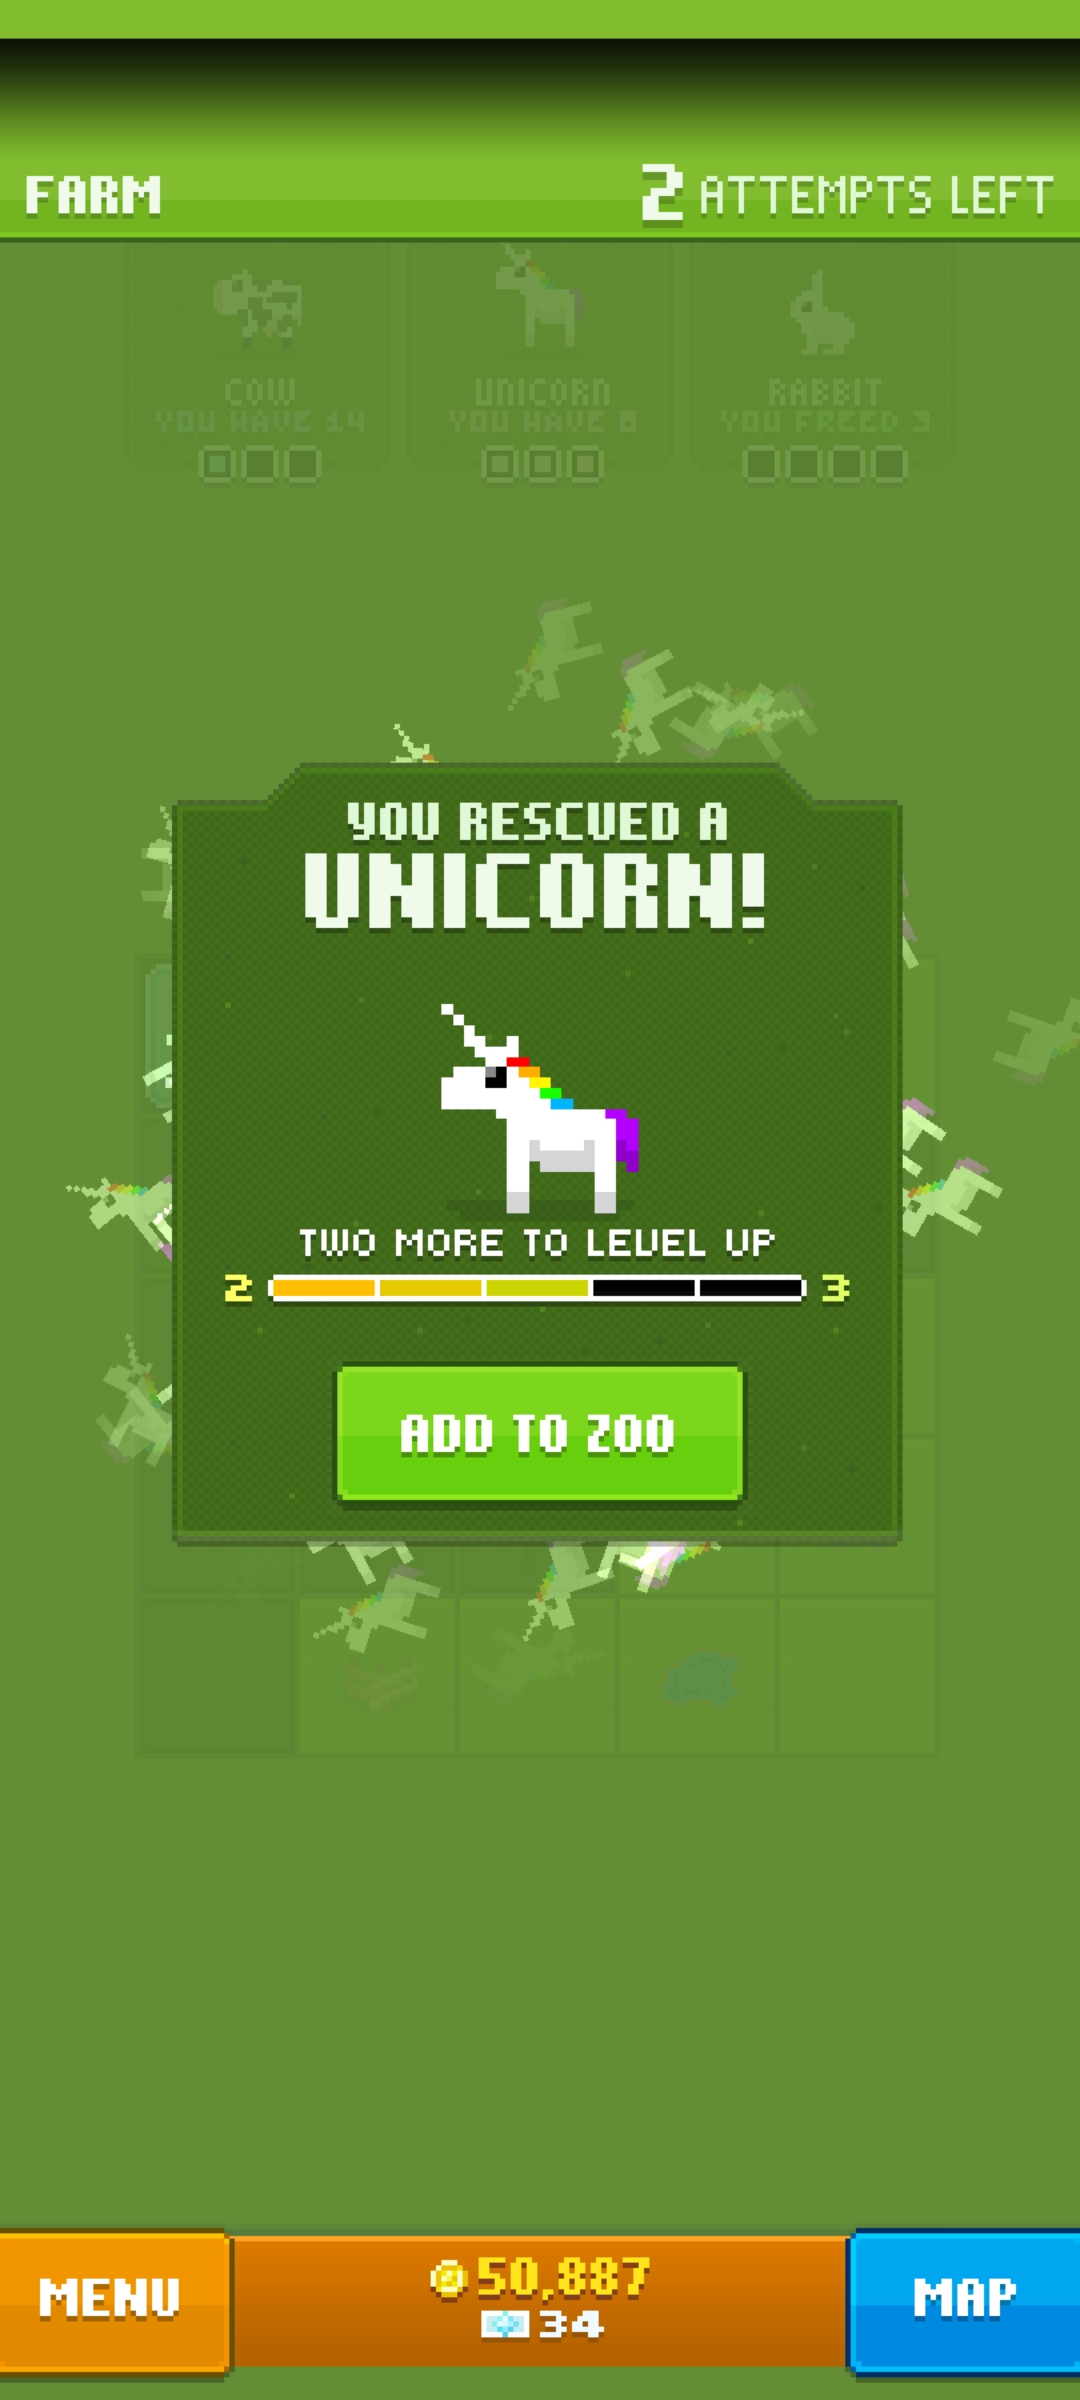 FARM
2 ATTEMPTS LEFT
COW
YOU HAVE 14
UNICORN
YOU HAVE 8
RABBIT
YOU FREED 3
YOU RESCUED A
UNICORN!
TWO MORE TO LEVEL UP
2
3
ADD TO ZOO
MENU
50,887
34
MAP